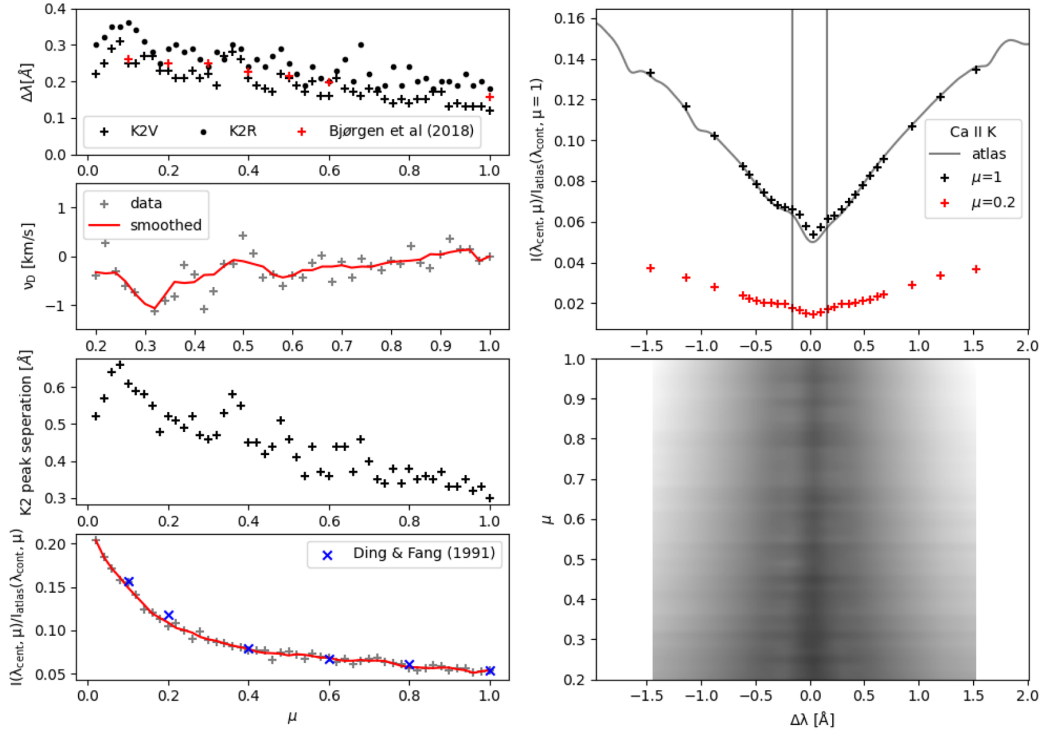 0.4
0.3
0.2
0.1
0.0
Δλ[Å]
K2V
K2R
Bjørgen et al (2018)
0.0 0.2 0.4 0.6 0.8 1.0
1
0
−1
ν_D [km/s]
data
smoothed
0.2 0.3 0.4 0.5 0.6 0.7 0.8 0.9 1.0
0.6
0.5
0.4
0.3
K2 peak seperation [Å]
0.0 0.2 0.4 0.6 0.8 1.0
0.20
0.15
0.10
0.05
I(λ_cent, μ)/I_atlas(λ_cont, μ)
Ding & Fang (1991)
0.0 0.2 0.4 0.6 0.8 1.0
μ
0.16
0.14
0.12
0.10
0.08
0.06
0.04
0.02
I(λ_cent, μ)/I_atlas(λ_cont, μ = 1)
Ca II K
atlas
μ=1
μ=0.2
−1.5 −1.0 −0.5 0.0 0.5 1.0 1.5 2.0
1.0
0.9
0.8
0.7
0.6
0.5
0.4
0.3
0.2
μ
−1.5 −1.0 −0.5 0.0 0.5 1.0 1.5 2.0
Δλ [Å]